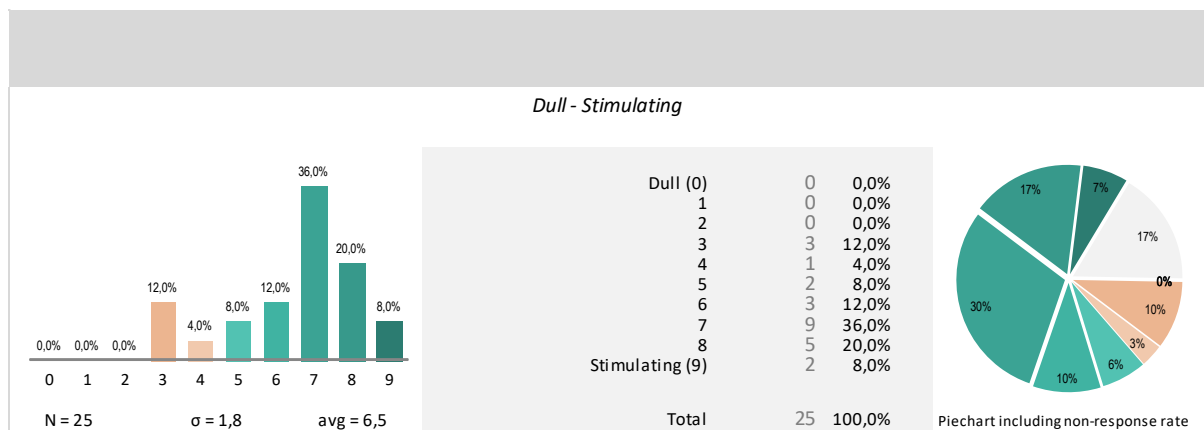 Dull - Stimulating
36,0%
20,0%
12,0%
12,0%
8,0%
8,0%
4,0%
0,0%
0,0%
0,0%
0 1 2 3 4 5 6 7 8 9
N = 25 σ = 1,8 avg = 6,5
Dull (0) 0 0,0%
1 0 0,0%
2 0 0,0%
3 3 12,0%
4 1 4,0%
5 2 8,0%
6 3 12,0%
7 9 36,0%
8 5 20,0%
Stimulating (9) 2 8,0%
Total 25 100,0%
17%
7%
17%
0%
10%
3%
6%
10%
30%
Piechart including non-response rate